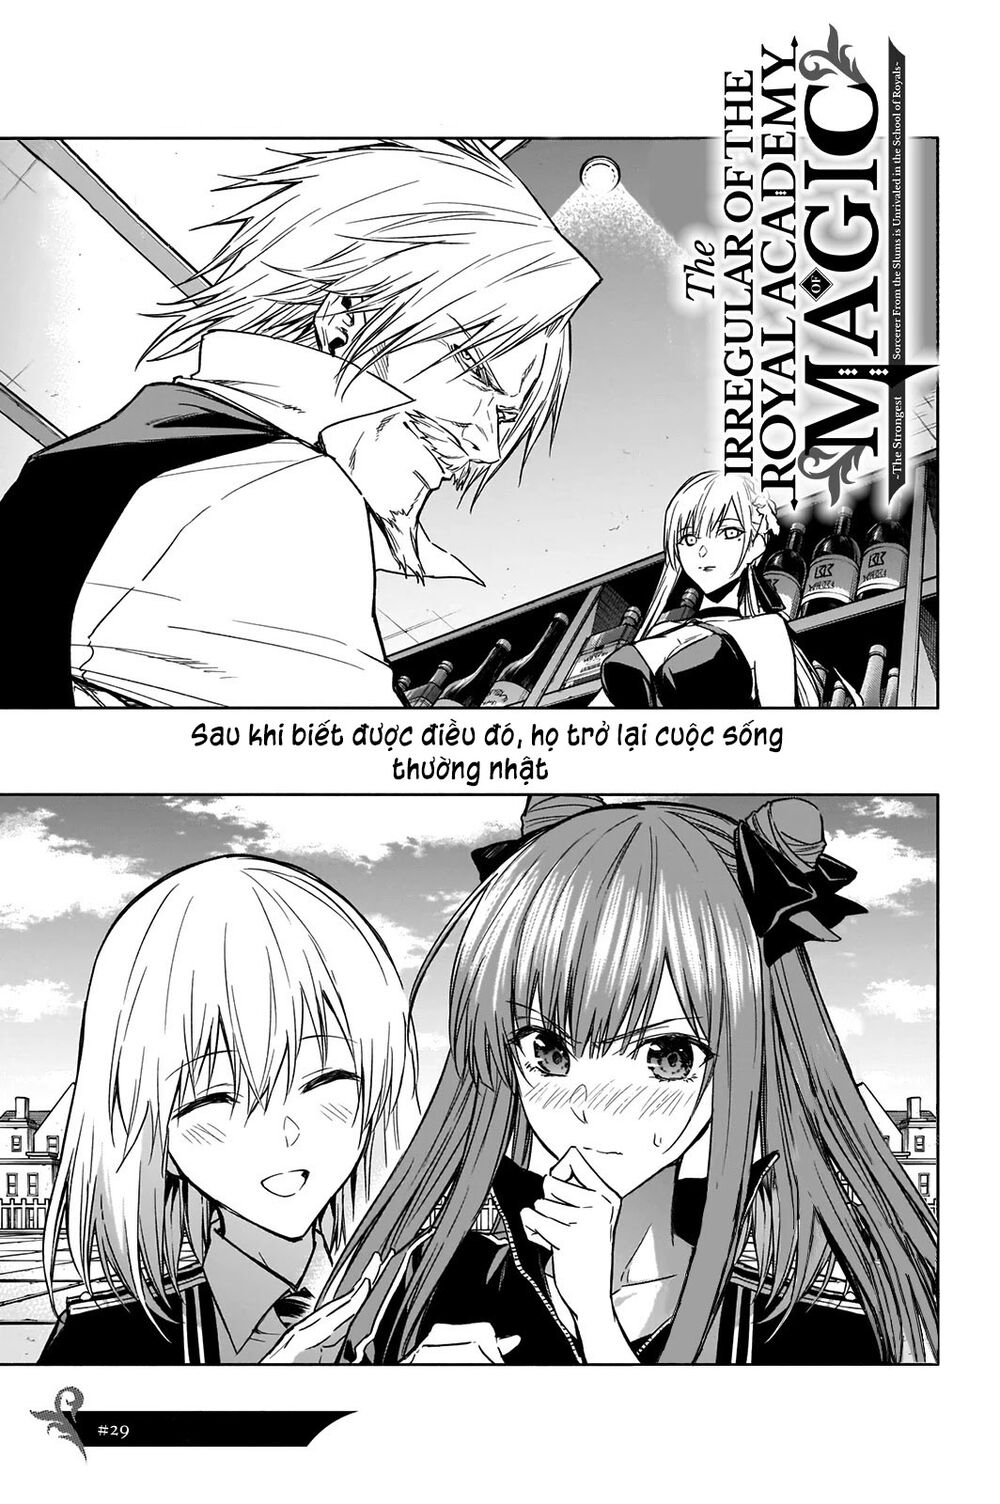 The
IRREGULAR OF THE
ROYAL ACADEMY
OF
MAGIC
-The Strongest Sorcerer From the Slums is Unrivaled in the School of Royals-
Sau khi biết được điều đó, họ trở lại cuộc sống
thường nhật
#29